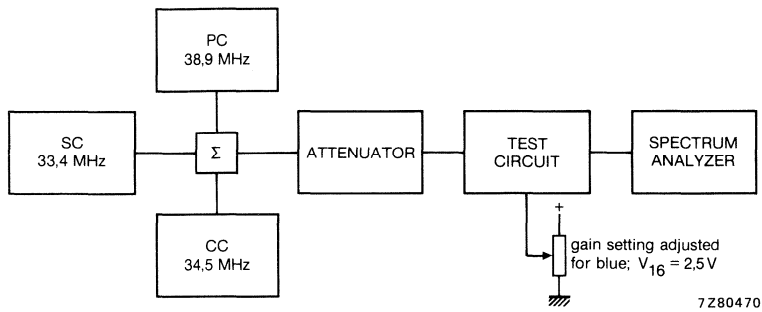 PC
38,9 MHz
SC
33,4 MHz
Σ
ATTENUATOR
TEST
CIRCUIT
SPECTRUM
ANALYZER
CC
34,5 MHz
+
gain setting adjusted
for blue; V16 = 2,5 V
7Z80470